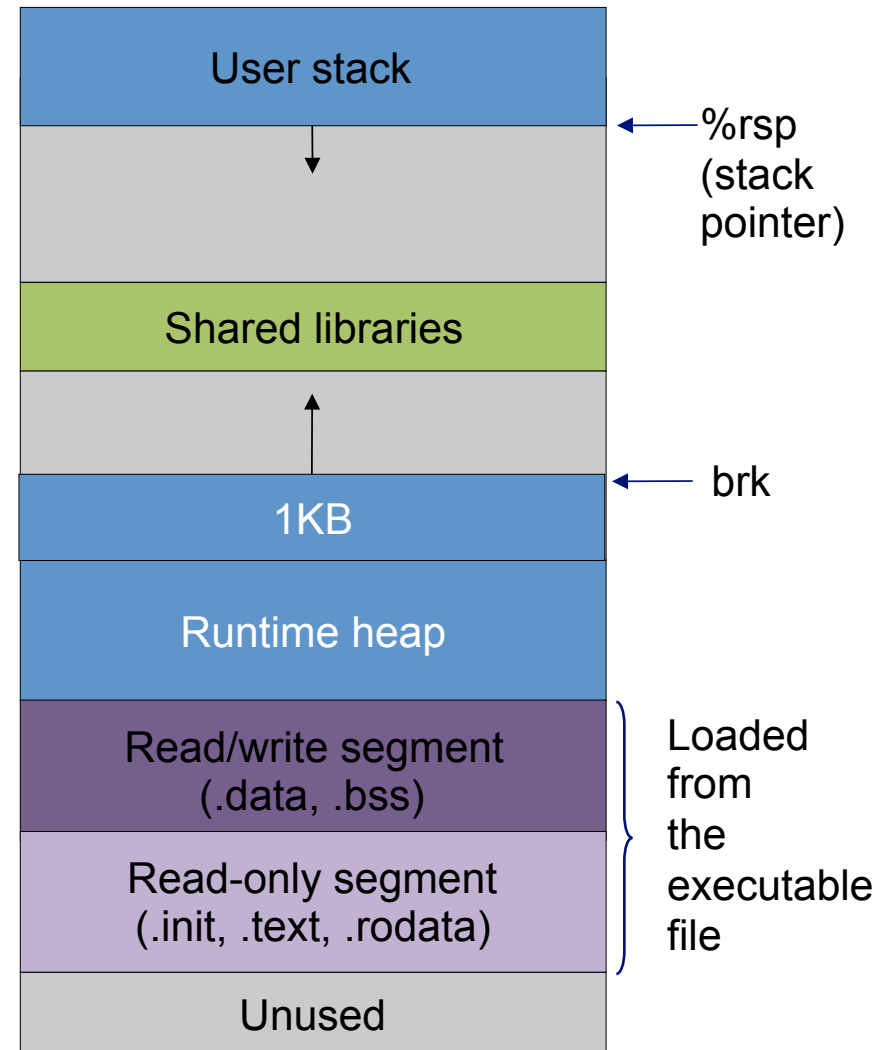 User stack
%rsp
(stack
pointer)
Shared libraries
brk
1KB
Runtime heap
Read/write segment
(.data, .bss)
Read-only segment
(.init, .text, .rodata)
Loaded
from
the
executable
file
Unused